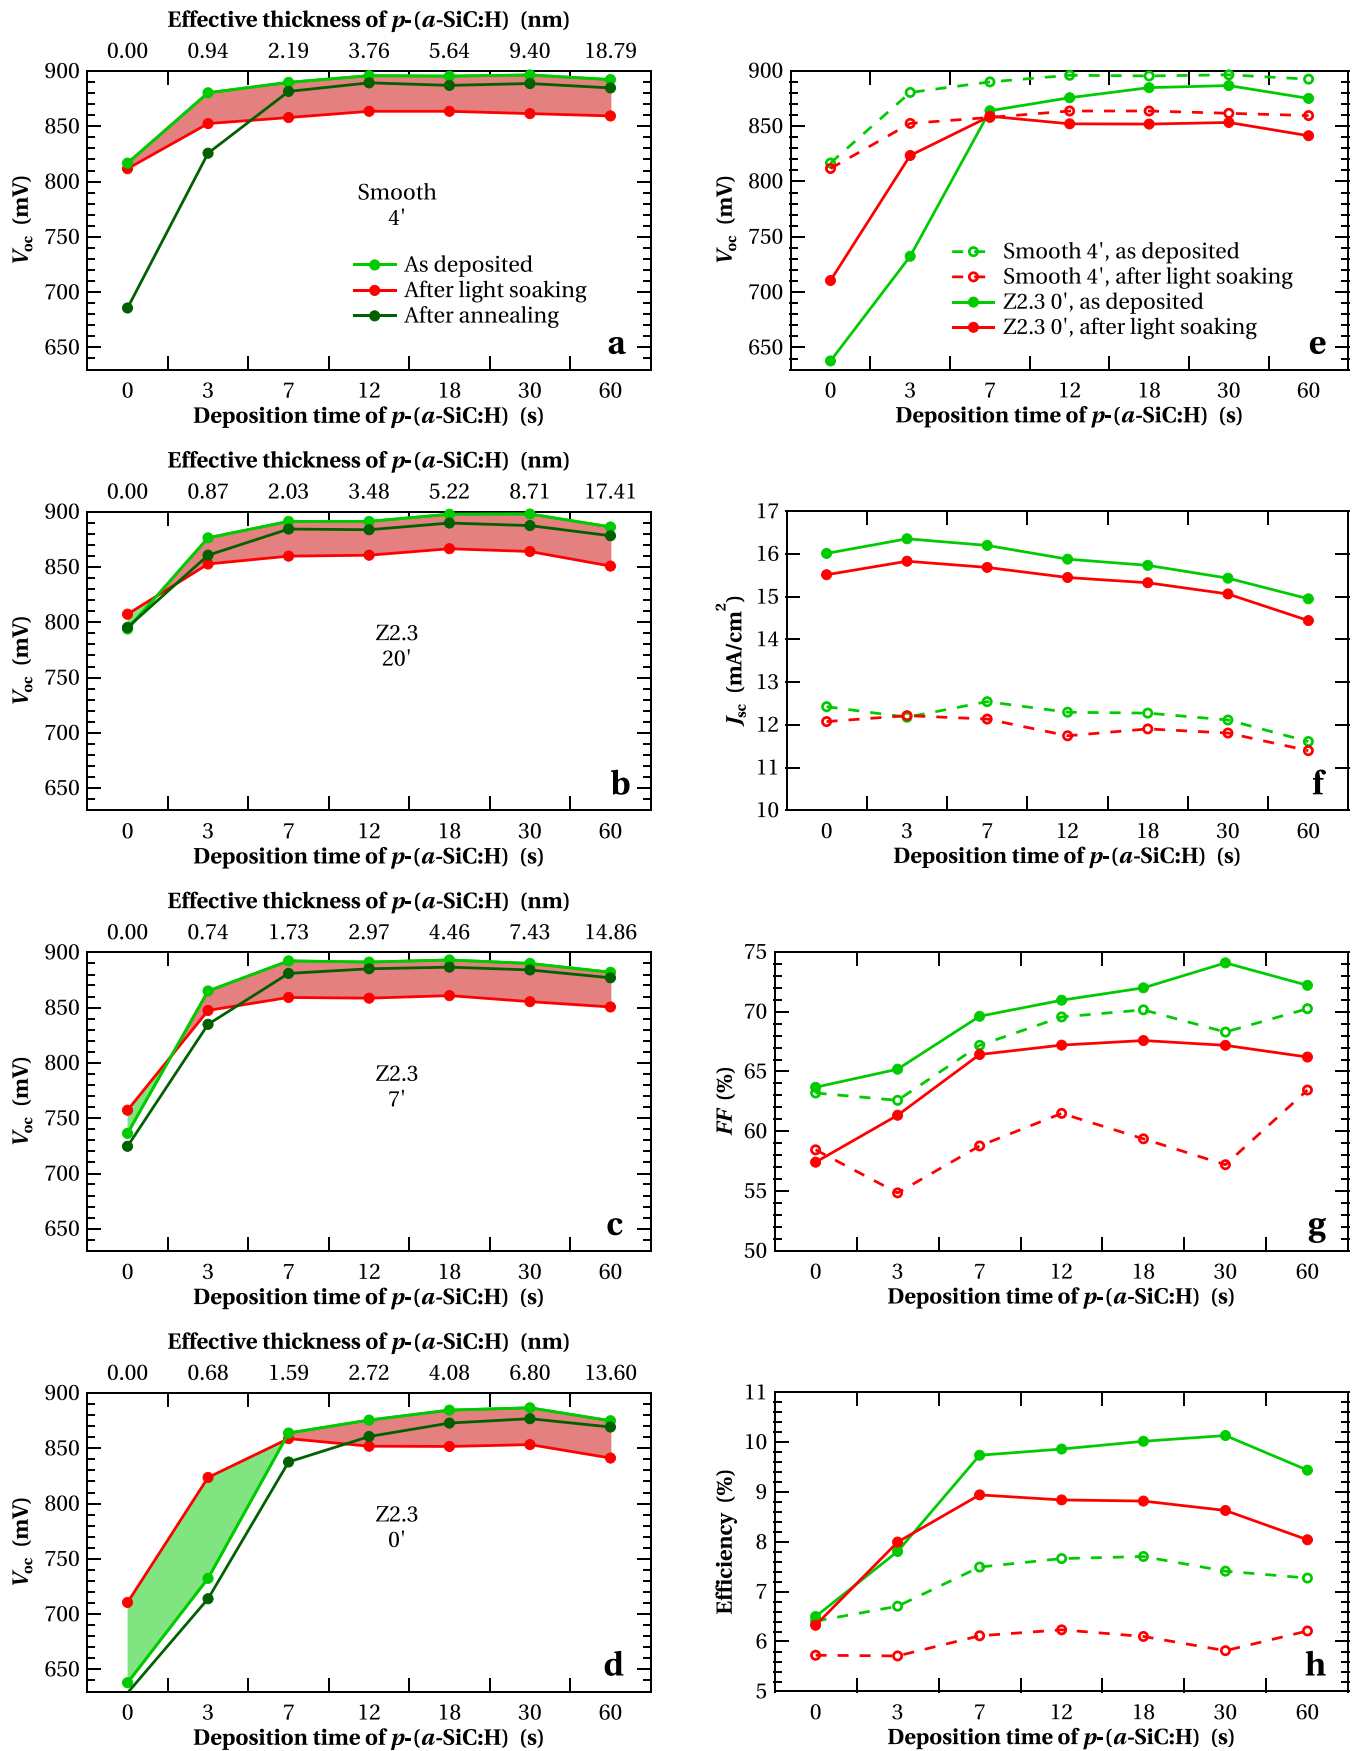 Effective thickness of p-(a-SiC:H) (nm)
0.00 0.94 2.19 3.76 5.64 9.40 18.79
900
850
800
750
700
650
V_oc (mV)
Smooth
4'
As deposited
After light soaking
After annealing
a
0 3 7 12 18 30 60
Deposition time of p-(a-SiC:H) (s)
Effective thickness of p-(a-SiC:H) (nm)
0.00 0.87 2.03 3.48 5.22 8.71 17.41
900
850
800
750
700
650
V_oc (mV)
Z2.3
20'
b
0 3 7 12 18 30 60
Deposition time of p-(a-SiC:H) (s)
Effective thickness of p-(a-SiC:H) (nm)
0.00 0.74 1.73 2.97 4.46 7.43 14.86
900
850
800
750
700
650
V_oc (mV)
Z2.3
7'
c
0 3 7 12 18 30 60
Deposition time of p-(a-SiC:H) (s)
Effective thickness of p-(a-SiC:H) (nm)
0.00 0.68 1.59 2.72 4.08 6.80 13.60
900
850
800
750
700
650
V_oc (mV)
Z2.3
0'
d
0 3 7 12 18 30 60
Deposition time of p-(a-SiC:H) (s)
900
850
800
750
700
650
V_oc (mV)
Smooth 4', as deposited
Smooth 4', after light soaking
Z2.3 0', as deposited
Z2.3 0', after light soaking
e
0 3 7 12 18 30 60
Deposition time of p-(a-SiC:H) (s)
17
16
15
14
13
12
11
10
J_sc (mA/cm²)
f
0 3 7 12 18 30 60
Deposition time of p-(a-SiC:H) (s)
75
70
65
60
55
50
FF (%)
g
0 3 7 12 18 30 60
Deposition time of p-(a-SiC:H) (s)
11
10
9
8
7
6
5
Efficiency (%)
h
0 3 7 12 18 30 60
Deposition time of p-(a-SiC:H) (s)